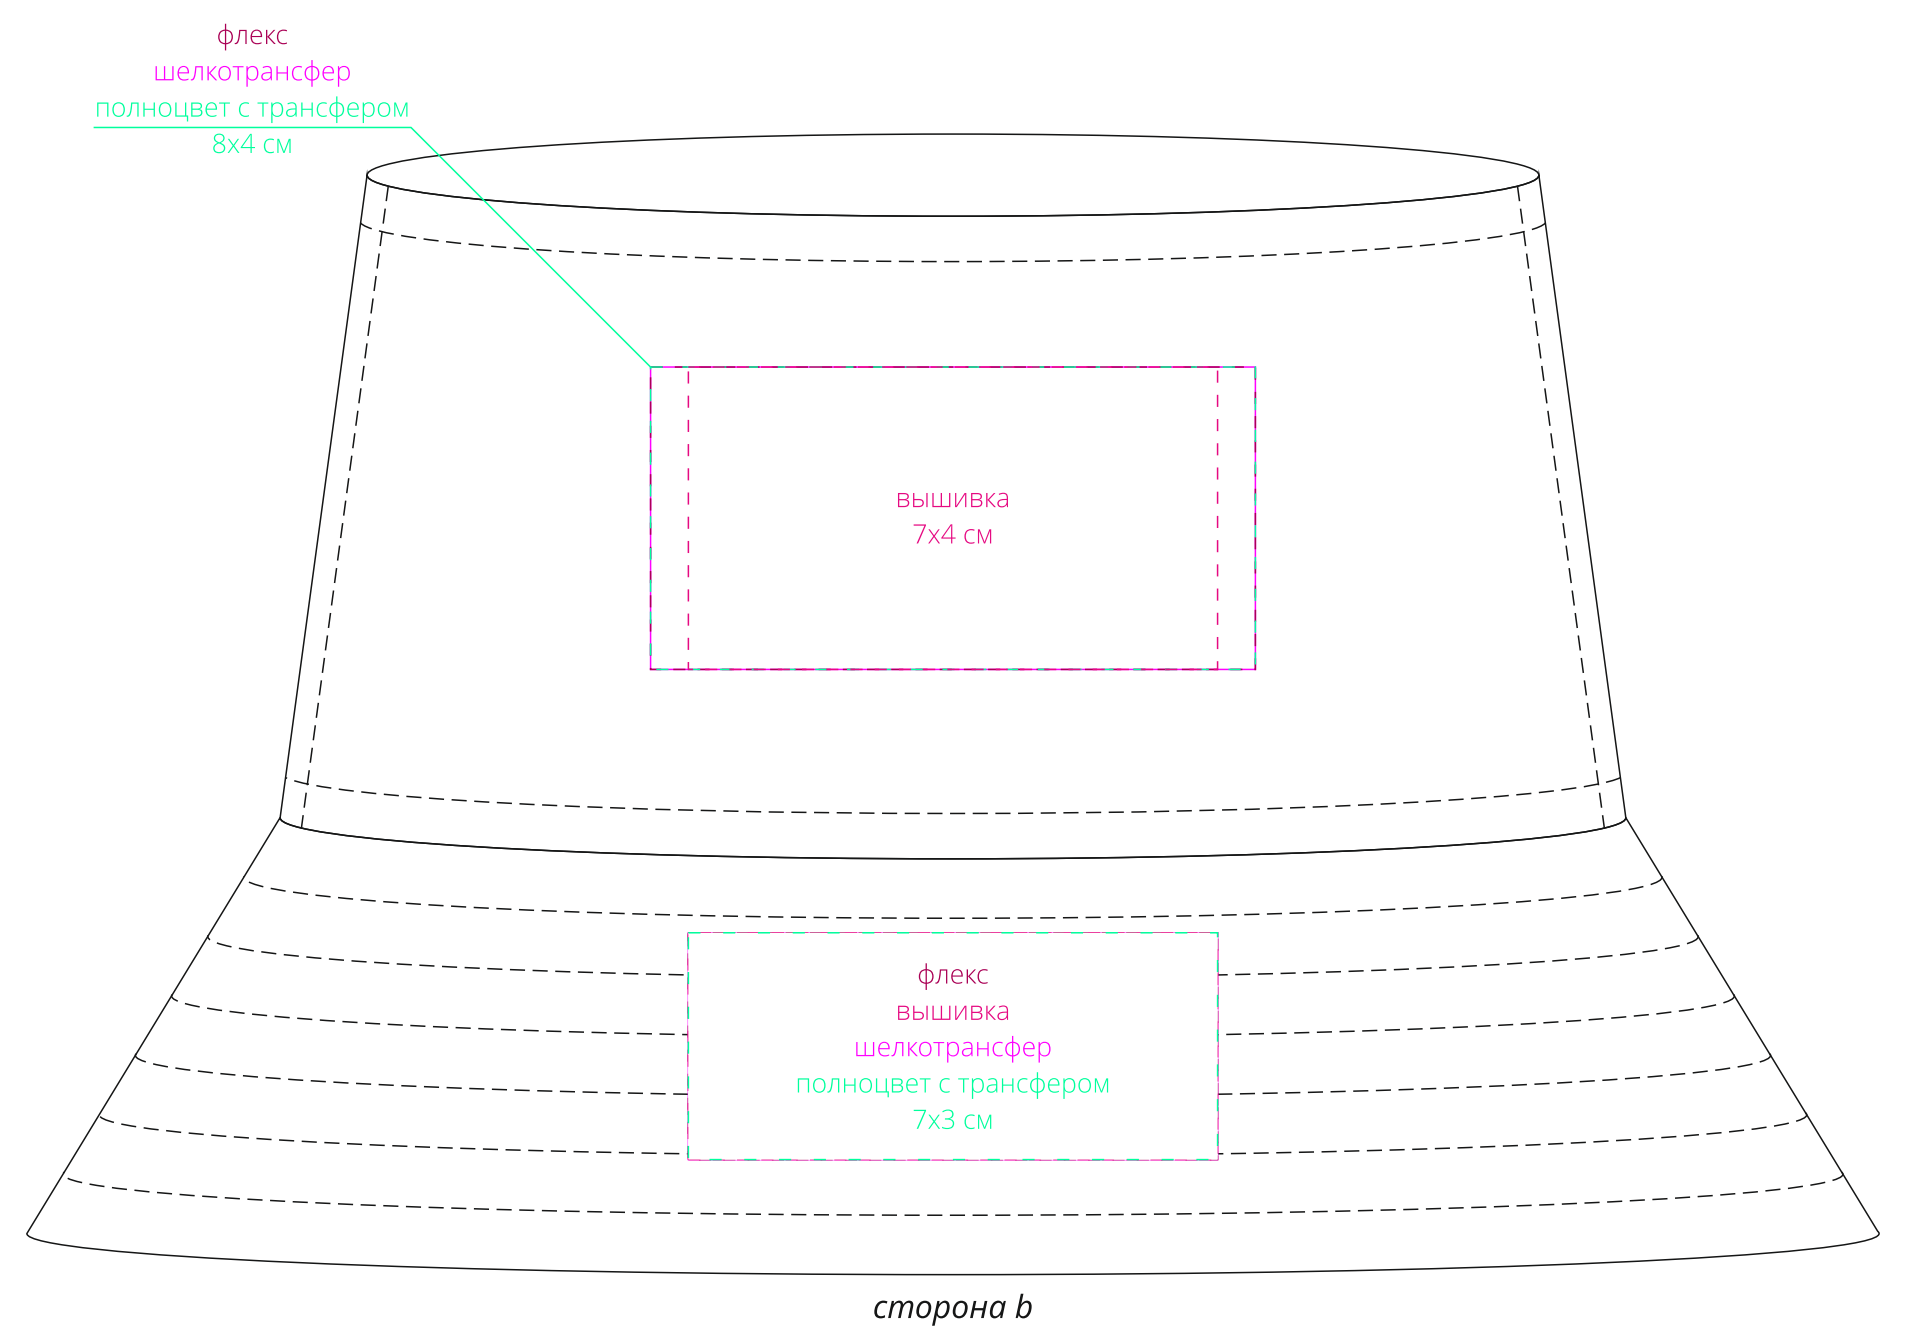 флекс
шелкотрансфер
полноцвет с трансфером
8х4 см
вышивка
7х4 см
флекс
вышивка
шелкотрансфер
полноцвет с трансфером
7х3 см
сторона b